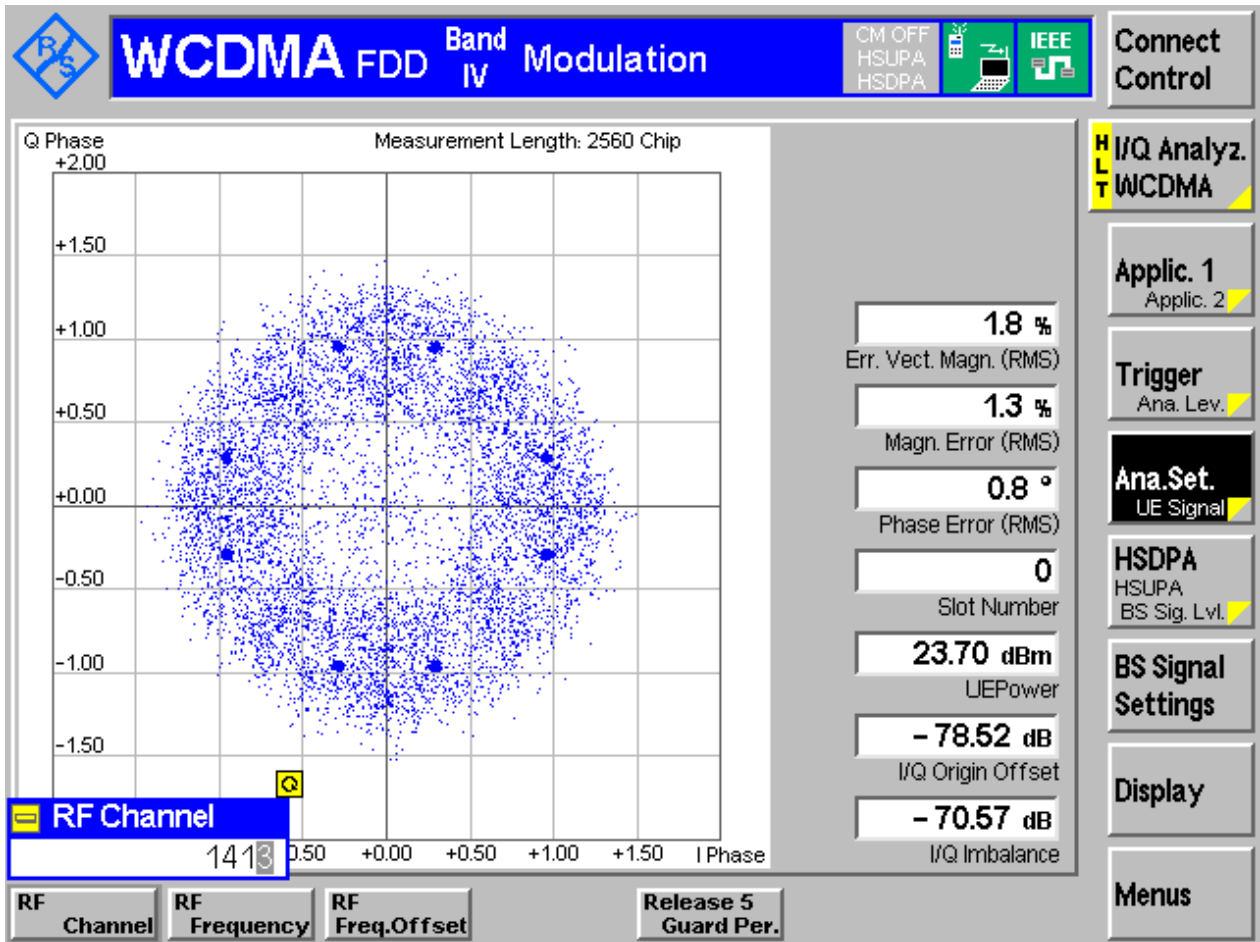 R/S
WCDMA FDD Band IV Modulation
CM OFF
HSUPA
HSDPA
IEEE
Connect Control
Q Phase
Measurement Length: 2560 Chip
+2.00
+1.50
+1.00
+0.50
+0.00
-0.50
-1.00
-1.50
Q
RF Channel
1413
0.50 +0.00 +0.50 +1.00 +1.50 I Phase
1.8 %
Err. Vect. Magn. (RMS)
1.3 %
Magn. Error (RMS)
0.8 °
Phase Error (RMS)
0
Slot Number
23.70 dBm
UEPower
- 78.52 dB
I/Q Origin Offset
- 70.57 dB
I/Q Imbalance
HLT
I/Q Analyz.
WCDMA
Applic. 1
Applic. 2
Trigger
Ana. Lev.
Ana.Set.
UE Signal
HSDPA
HSUPA
BS Sig. Lvl.
BS Signal
Settings
Display
Menus
RF Channel
RF Frequency
RF Freq.Offset
Release 5 Guard Per.